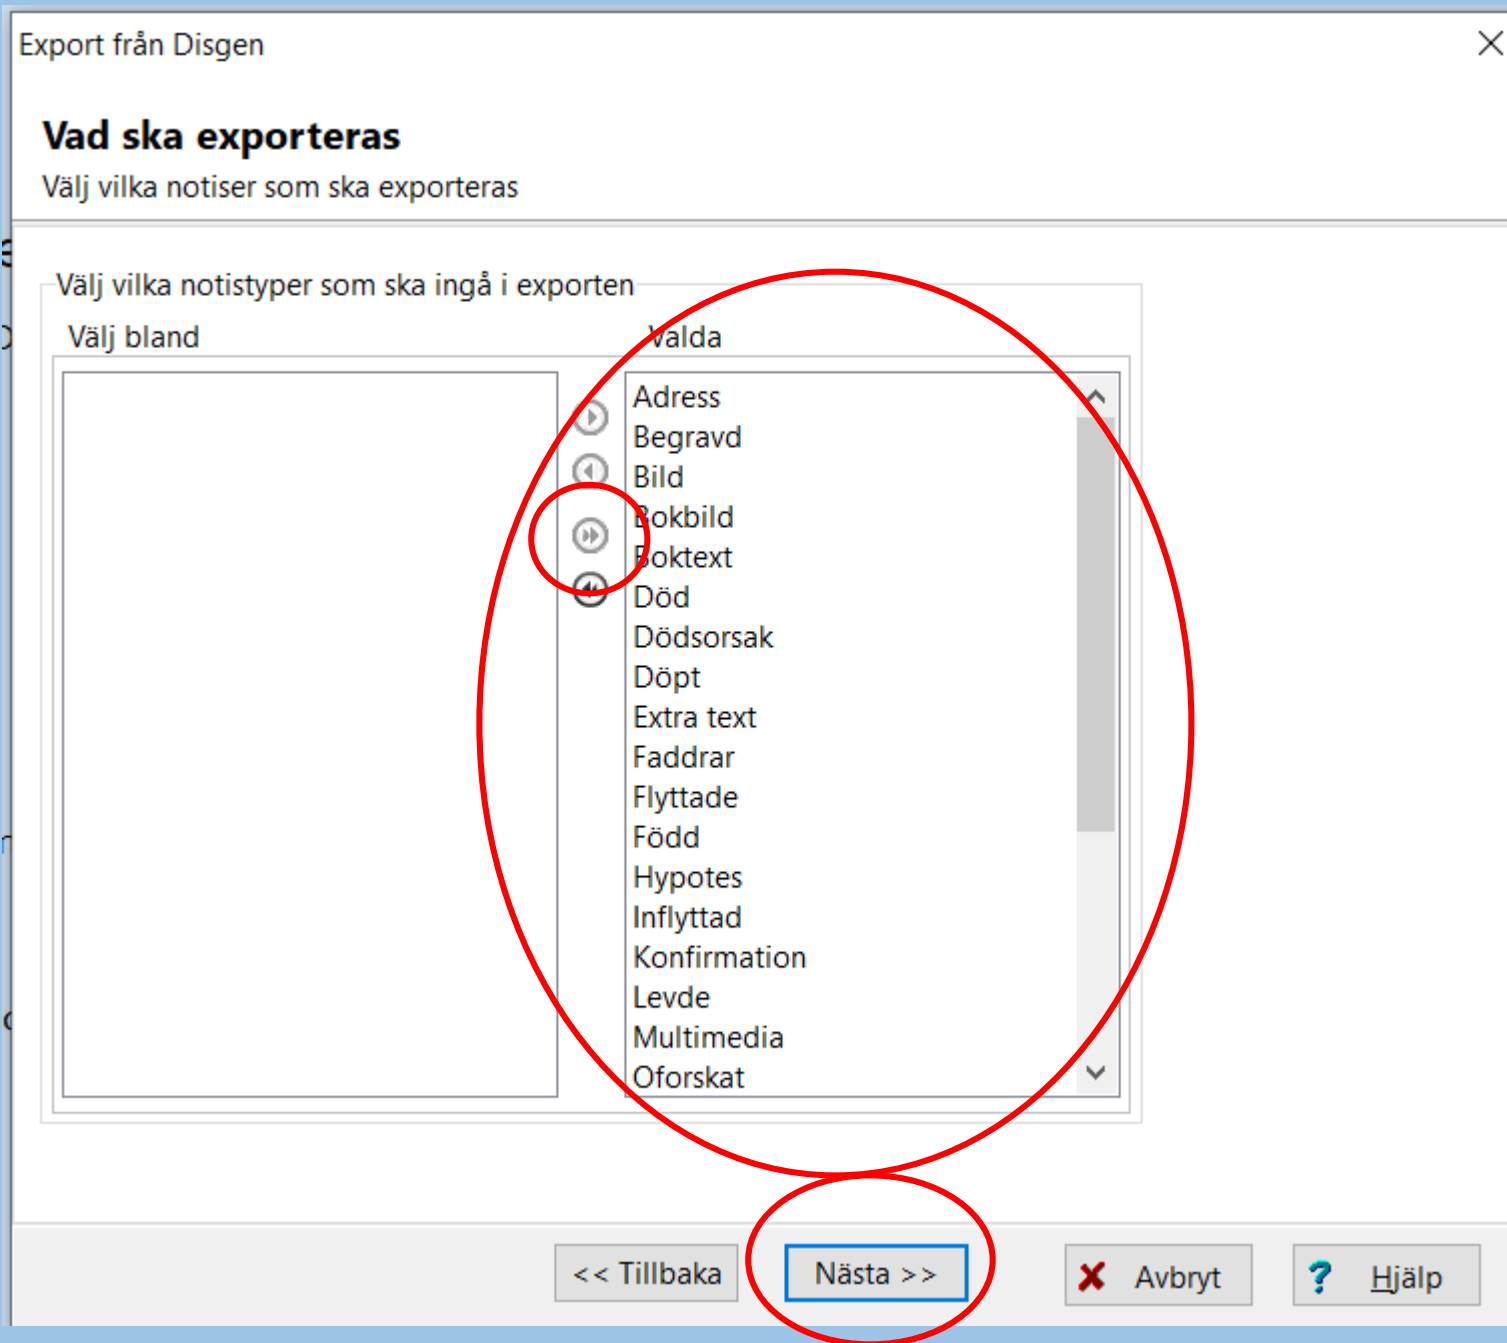 Export från Disgen
Vad ska exporteras
Välj vilka notiser som ska exporteras
Välj vilka notistyper som ska ingå i exporten
Välj bland
Valda
Adress
Begravd
Bild
Bokbild
Boktext
Död
Dödsorsak
Döpt
Extra text
Faddrar
Flyttade
Född
Hypotes
Inflyttad
Konfirmation
Levde
Multimedia
Oforskat
<< Tillbaka
Nästa >>
Avbryt
? Hjälp